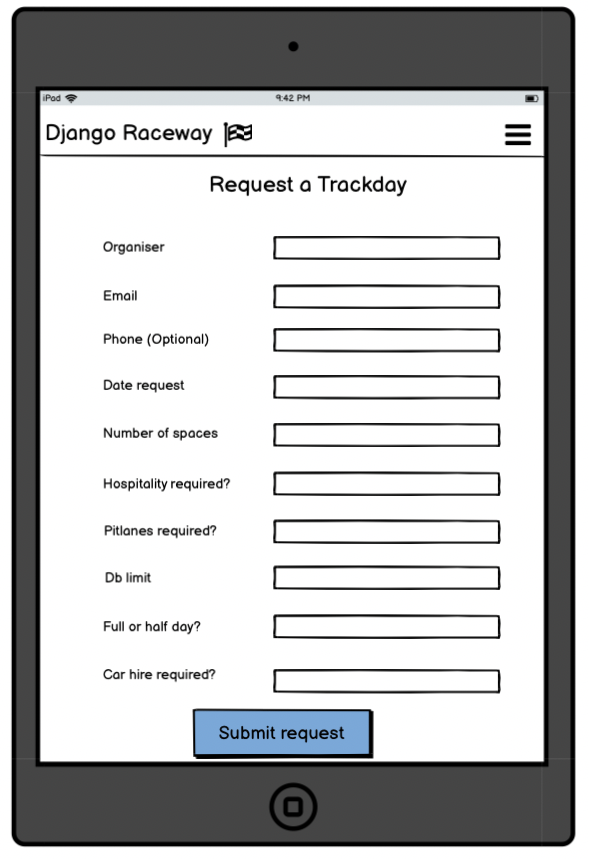 iPad
9:42 PM
Django Raceway
Request a Trackday
Organiser
Email
Phone (Optional)
Date request
Number of spaces
Hospitality required?
Pitlanes required?
Db limit
Full or half day?
Car hire required?
Submit request